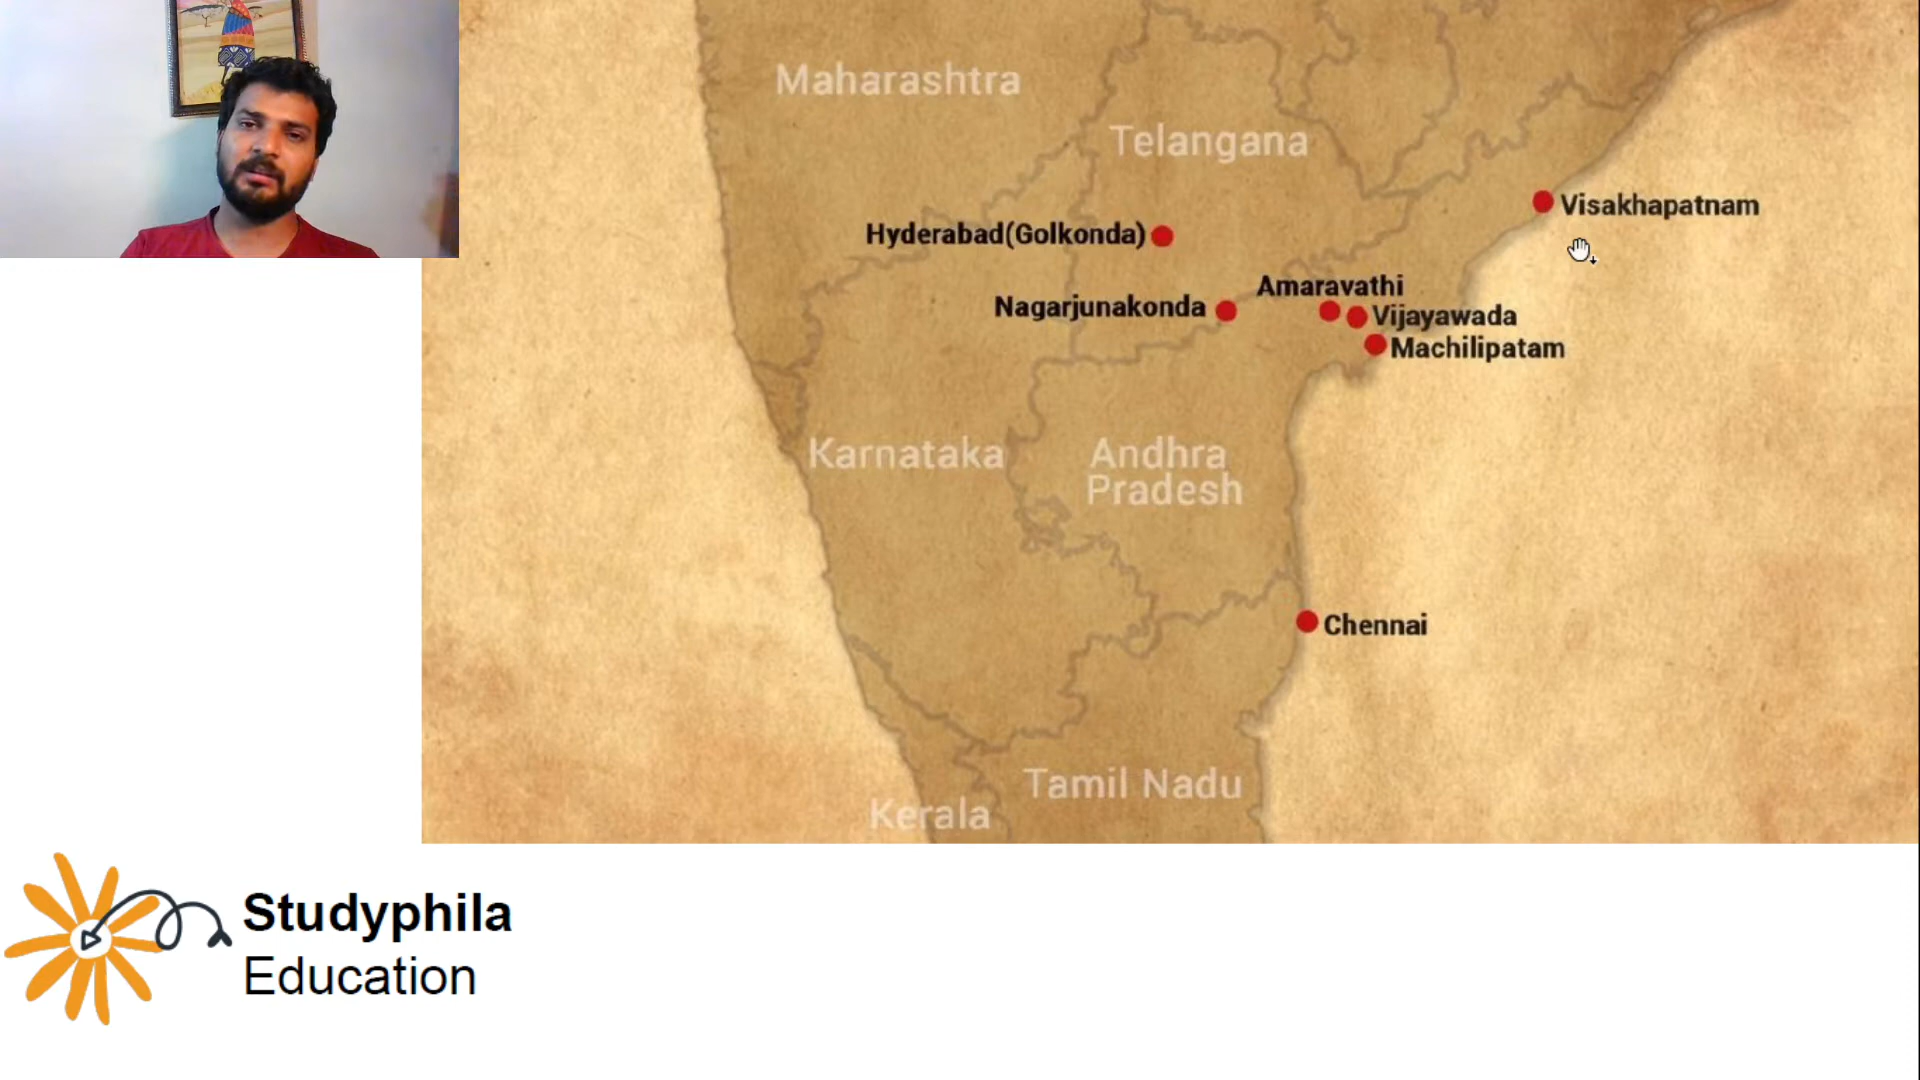 Maharashtra
Telangana
Visakhapatnam
Hyderabad(Golkonda)
Amaravathi
Nagarjunakonda
Vijayawada
Machilipatam
Karnataka
Andhra
Pradesh
Chennai
Tamil Nadu
Kerala
Studyphila
Education